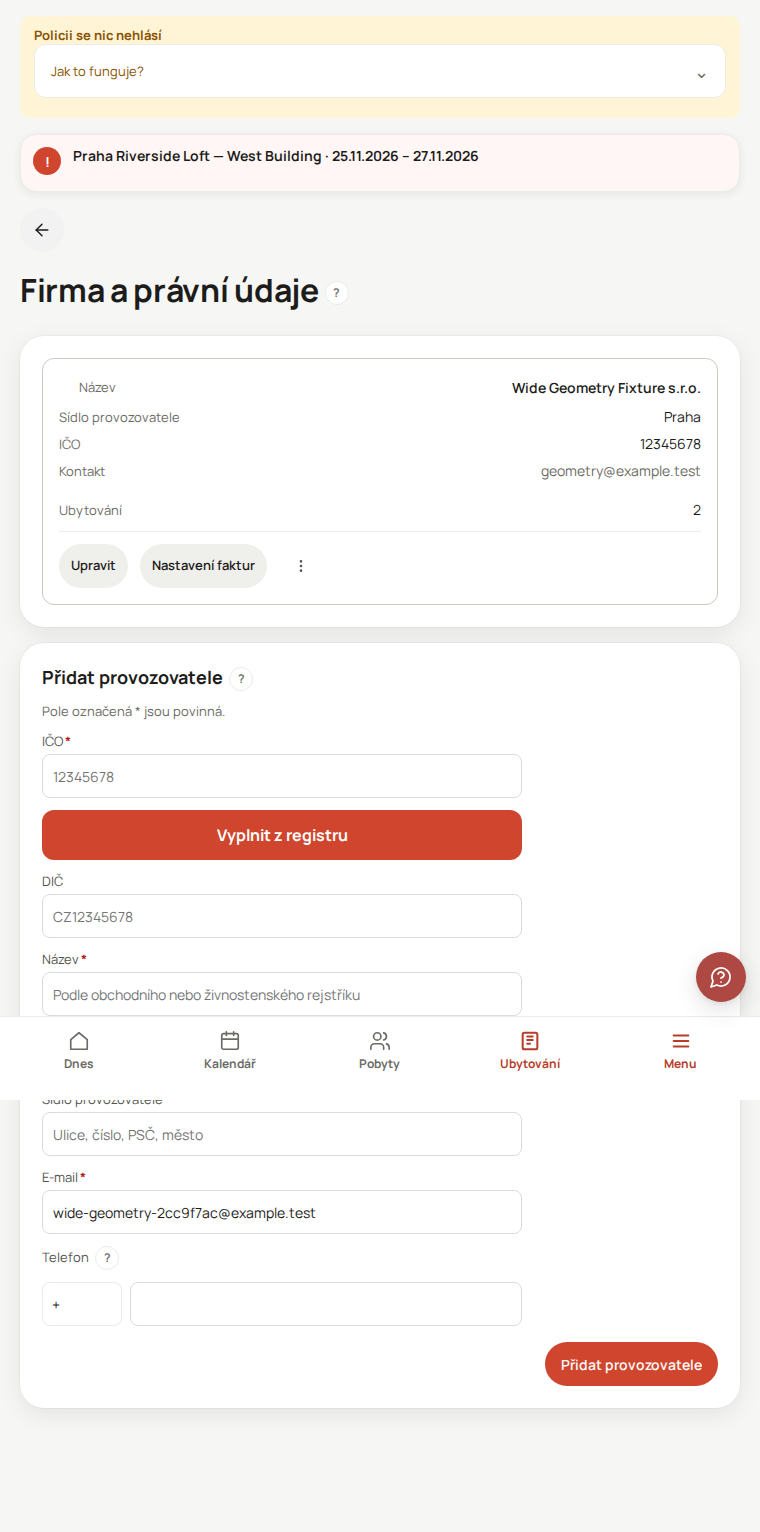 Policii se nic nehlásí
Jak to funguje?
!
Praha Riverside Loft — West Building · 25.11.2026 – 27.11.2026
Firma a právní údaje ?
Název Wide Geometry Fixture s.r.o.
Sídlo provozovatele Praha
IČO 12345678
Kontakt geometry@example.test
Ubytování 2
Upravit Nastavení faktur
Přidat provozovatele ?
Pole označená * jsou povinná.
IČO*
12345678
Vyplnit z registru
DIČ
CZ12345678
Název *
Podle obchodního nebo živnostenského rejstříku
Dnes Kalendář Pobyty Ubytování Menu
Sídlo provozovatele
Ulice, číslo, PSČ, město
E-mail *
wide-geometry-2cc9f7ac@example.test
Telefon ?
+
Přidat provozovatele